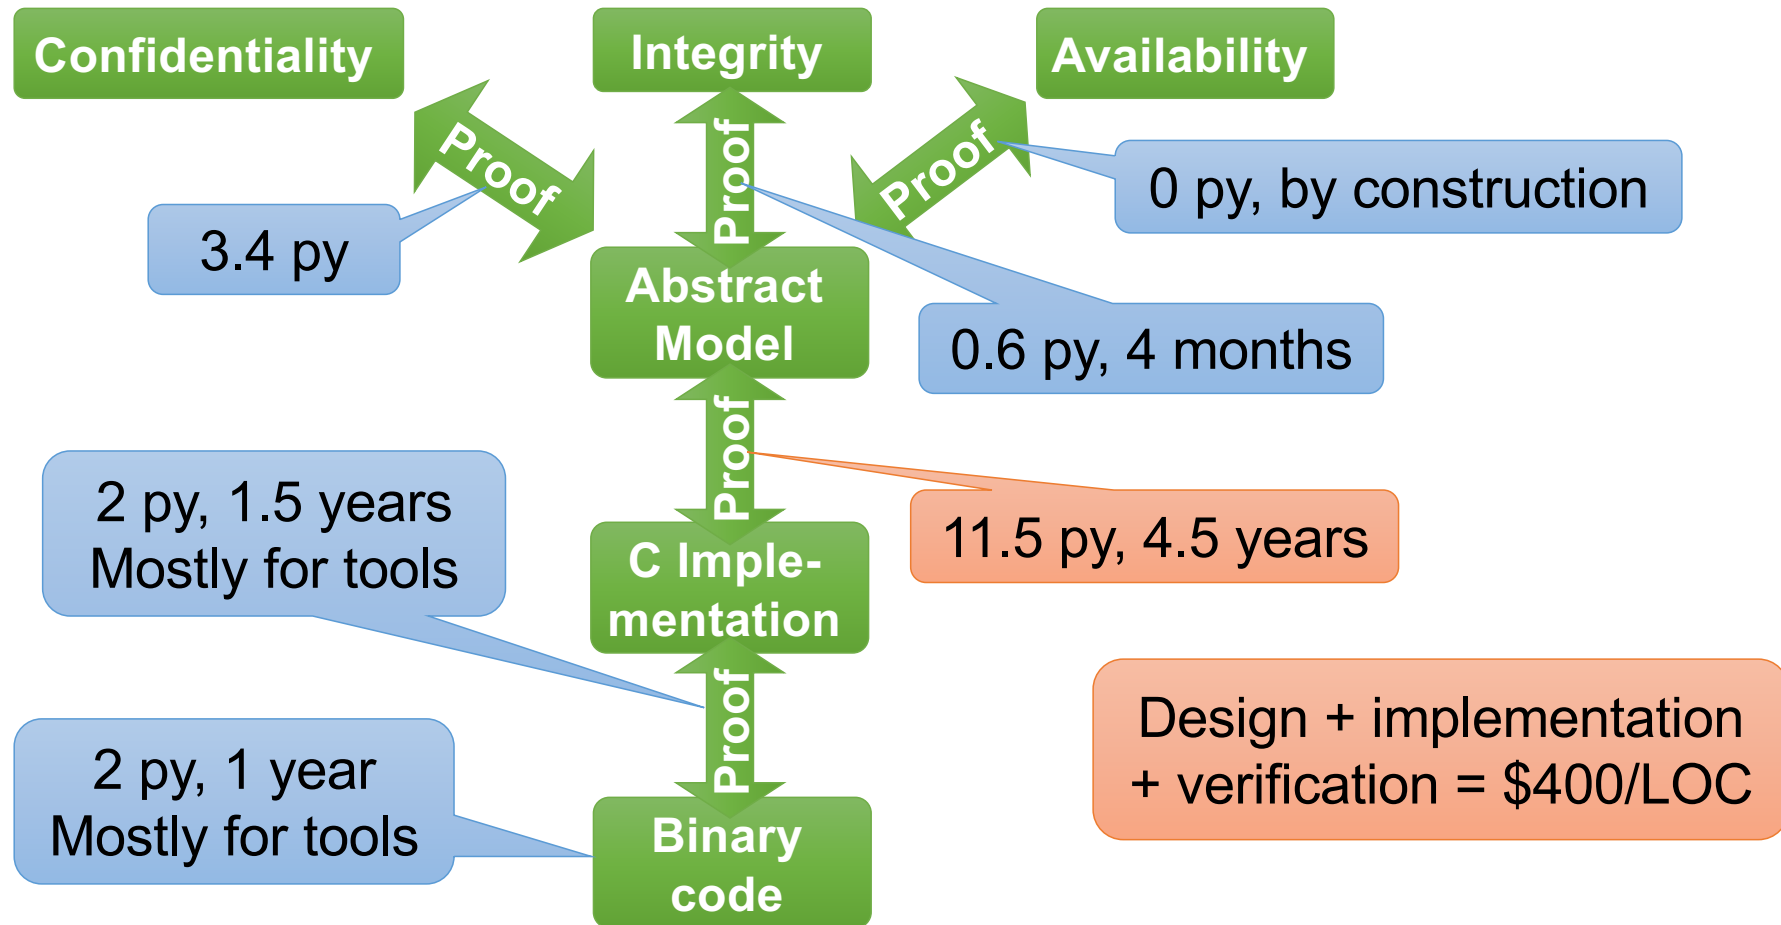 Confidentiality
Integrity
Availability
Proof
Proof
Proof
0 py, by construction
3.4 py
Abstract
Model
0.6 py, 4 months
Proof
2 py, 1.5 years
Mostly for tools
11.5 py, 4.5 years
C Imple-
mentation
Proof
Design + implementation
+ verification = $400/LOC
2 py, 1 year
Mostly for tools
Binary
code